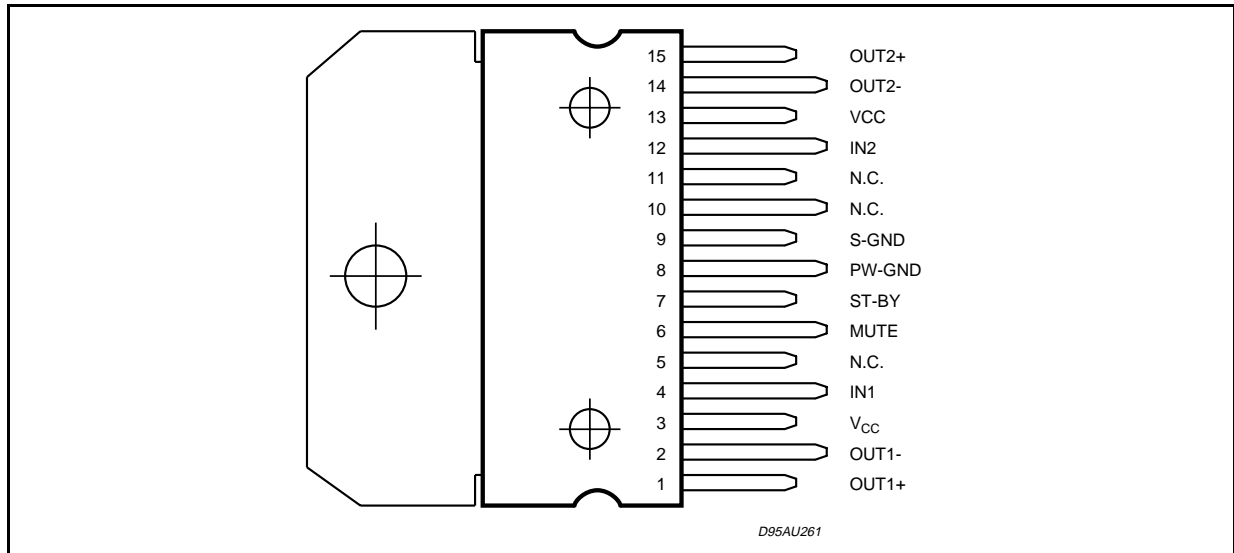 15 OUT2+
14 OUT2-
13 VCC
12 IN2
11 N.C.
10 N.C.
9 S-GND
8 PW-GND
7 ST-BY
6 MUTE
5 N.C.
4 IN1
3 VCC
2 OUT1-
1 OUT1+
D95AU261